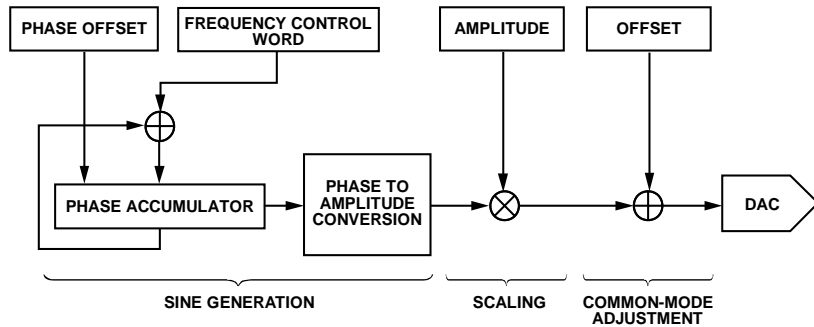 PHASE OFFSET
FREQUENCY CONTROL
WORD
AMPLITUDE
OFFSET
PHASE ACCUMULATOR
PHASE TO
AMPLITUDE
CONVERSION
DAC
SINE GENERATION
SCALING
COMMON-MODE
ADJUSTMENT